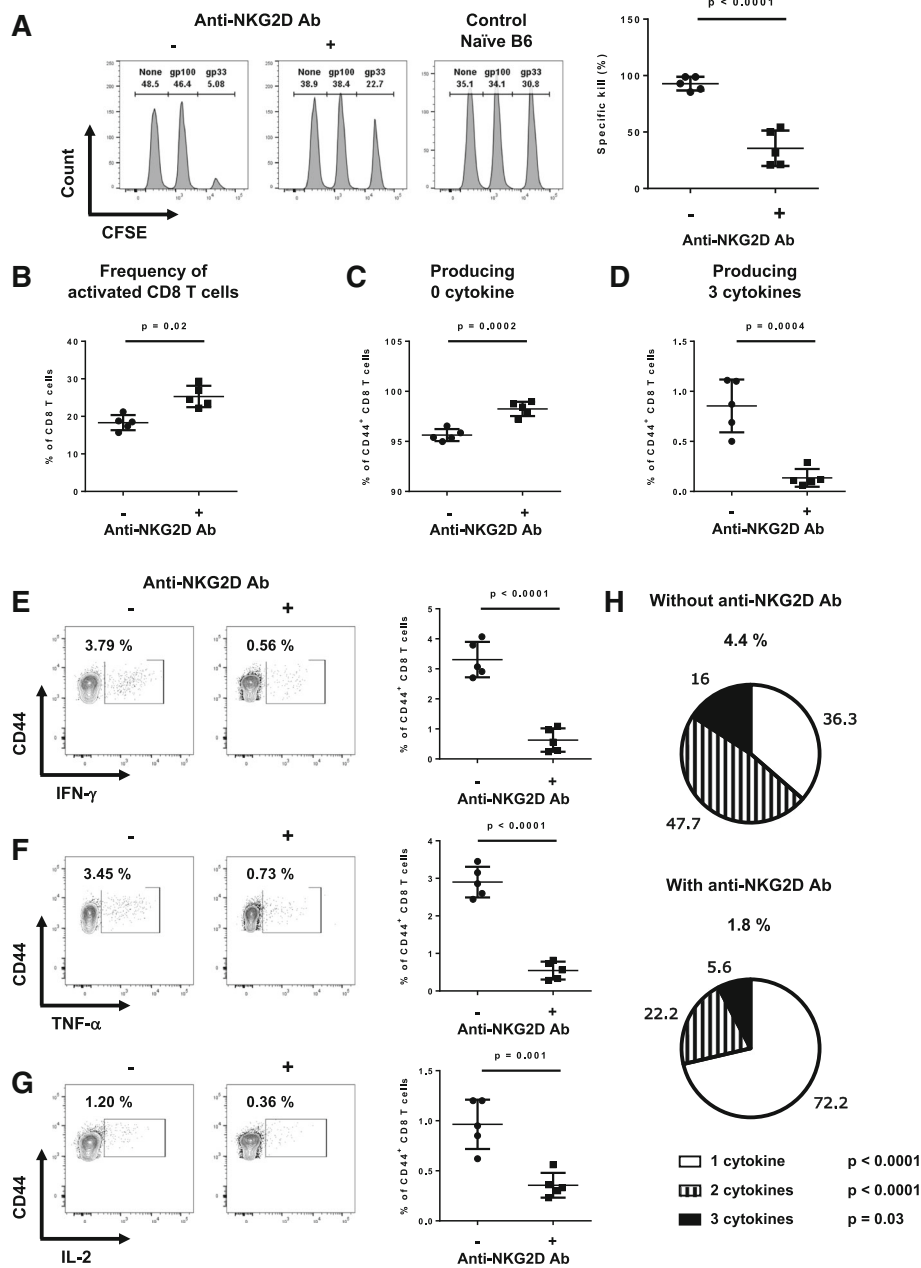 A
Anti-NKG2D Ab
-
+
Control
Naïve B6
None gp100 gp33
48.5 46.4 5.08
None gp100 gp33
38.9 38.4 22.7
None gp100 gp33
35.1 34.1 30.8
Count
CFSE
p < 0.0001
Specific kill (%)
150
100
50
0
-
+
Anti-NKG2D Ab
B
Frequency of
activated CD8 T cells
p = 0.02
% of CD8 T cells
40
30
20
10
0
-
+
Anti-NKG2D Ab
C
Producing
0 cytokine
p = 0.0002
% of CD44+ CD8 T cells
105
100
95
90
-
+
Anti-NKG2D Ab
D
Producing
3 cytokines
p = 0.0004
% of CD44+ CD8 T cells
1.5
1.0
0.5
0.0
-
+
Anti-NKG2D Ab
E
Anti-NKG2D Ab
-
+
3.79 %
0.56 %
CD44
IFN-γ
p < 0.0001
% of CD44+ CD8 T cells
5
4
3
2
1
0
-
+
Anti-NKG2D Ab
F
-
+
3.45 %
0.73 %
CD44
TNF-α
p < 0.0001
% of CD44+ CD8 T cells
4
3
2
1
0
-
+
Anti-NKG2D Ab
G
-
+
1.20 %
0.36 %
CD44
IL-2
p = 0.001
% of CD44+ CD8 T cells
1.5
1.0
0.5
0.0
-
+
Anti-NKG2D Ab
H
Without anti-NKG2D Ab
4.4 %
16
36.3
47.7
With anti-NKG2D Ab
1.8 %
5.6
22.2
72.2
1 cytokine p < 0.0001
2 cytokines p < 0.0001
3 cytokines p = 0.03